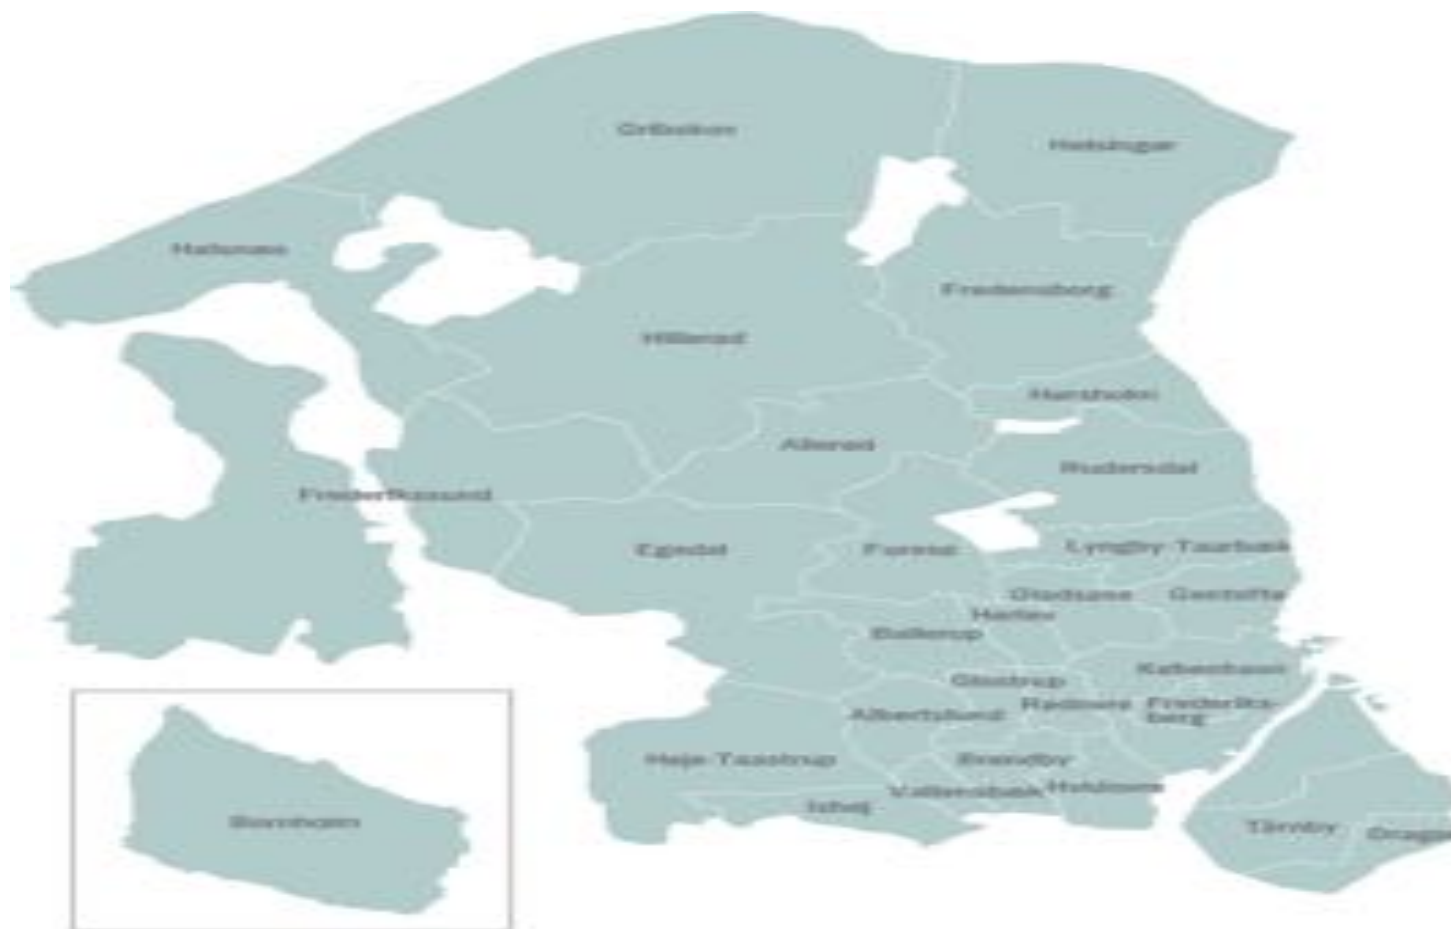 Gribskov
Helsingør
Halsnæs
Fredensborg
Hillerød
Hørsholm
Allerød
Rudersdal
Frederikssund
Egedal
Furesø
Lyngby-Taarbæk
Gladsaxe
Gentofte
Herlev
Ballerup
København
Glostrup
Rødovre
Frederiks-
berg
Albertslund
Høje-Taastrup
Brøndby
Vallensbæk
Hvidovre
Ishøj
Bornholm
Tårnby
Dragø